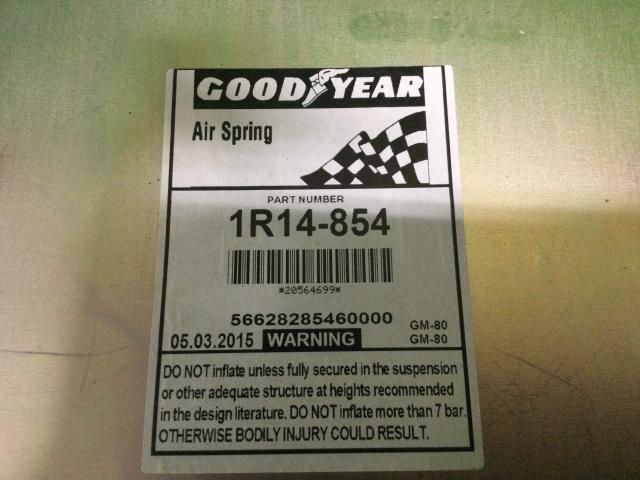 GOOD YEAR
Air Spring
PART NUMBER
1R14-854
*20564699*
56628285460000
GM-80
05.03.2015 WARNING GM-80
DO NOT inflate unless fully secured in the suspension
or other adequate structure at heights recommended
in the design literature. DO NOT inflate more than 7 bar.
OTHERWISE BODILY INJURY COULD RESULT.